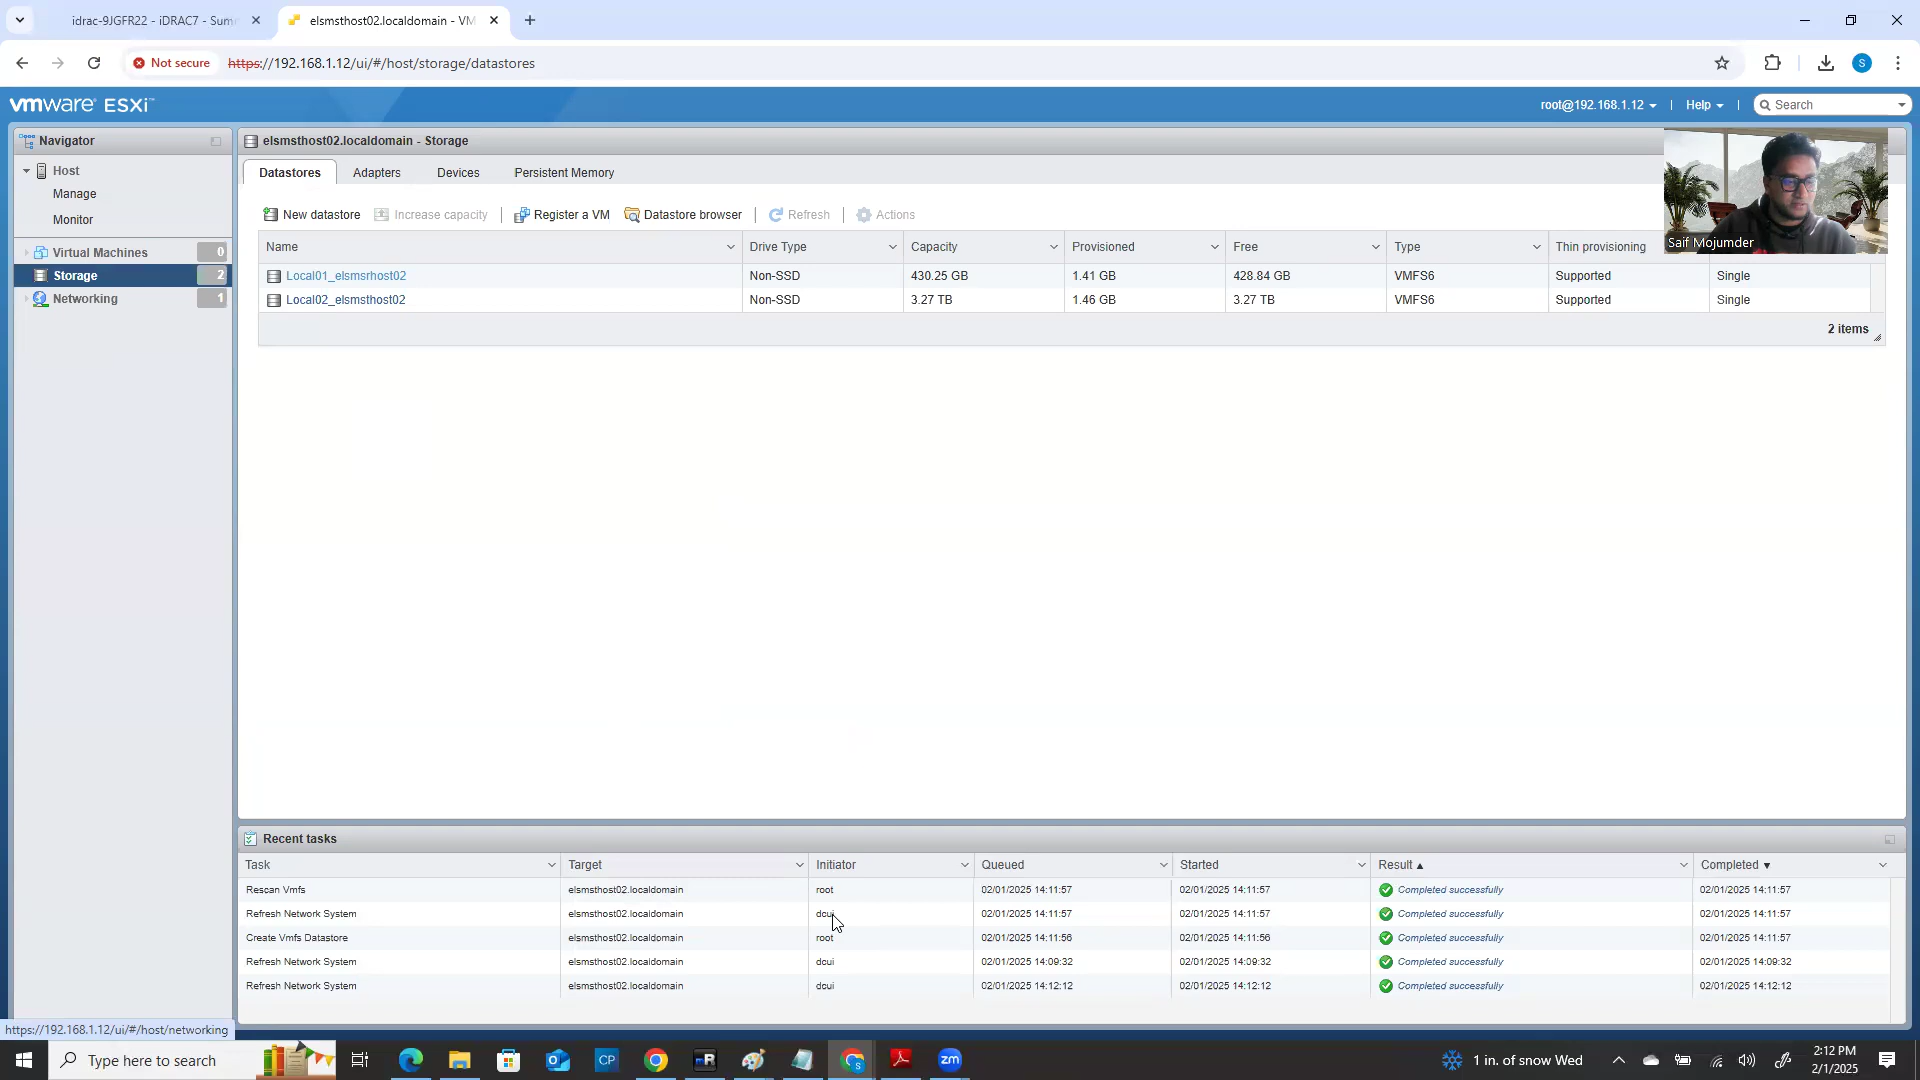 idrac-9JGFR22 - iDRAC7 - Sum
elsmsthost02.localdomain - VM
Not secure
https://192.168.1.12/ui/#/host/storage/datastores
S
vmware ESXi
root@192.168.1.12
Help
Search
Navigator
Host
Manage
Monitor
Virtual Machines 0
Storage 2
Networking 1
elsmsthost02.localdomain - Storage
Datastores Adapters Devices Persistent Memory
New datastore Increase capacity Register a VM Datastore browser Refresh Actions
Name Drive Type Capacity Provisioned Free Type Thin provisioning
Local01_elsmsrhost02 Non-SSD 430.25 GB 1.41 GB 428.84 GB VMFS6 Supported Single
Local02_elsmsthost02 Non-SSD 3.27 TB 1.46 GB 3.27 TB VMFS6 Supported Single
2 items
Saif Mojumder
Recent tasks
Task Target Initiator Queued Started Result Completed
Rescan Vmfs elsmsthost02.localdomain root 02/01/2025 14:11:57 02/01/2025 14:11:57 Completed successfully 02/01/2025 14:11:57
Refresh Network System elsmsthost02.localdomain dcui 02/01/2025 14:11:57 02/01/2025 14:11:57 Completed successfully 02/01/2025 14:11:57
Create Vmfs Datastore elsmsthost02.localdomain root 02/01/2025 14:11:56 02/01/2025 14:11:56 Completed successfully 02/01/2025 14:11:57
Refresh Network System elsmsthost02.localdomain dcui 02/01/2025 14:09:32 02/01/2025 14:09:32 Completed successfully 02/01/2025 14:09:32
Refresh Network System elsmsthost02.localdomain dcui 02/01/2025 14:12:12 02/01/2025 14:12:12 Completed successfully 02/01/2025 14:12:12
https://192.168.1.12/ui/#/host/networking
Type here to search
CP
R
S
zm
1 in. of snow Wed
2:12 PM
2/1/2025